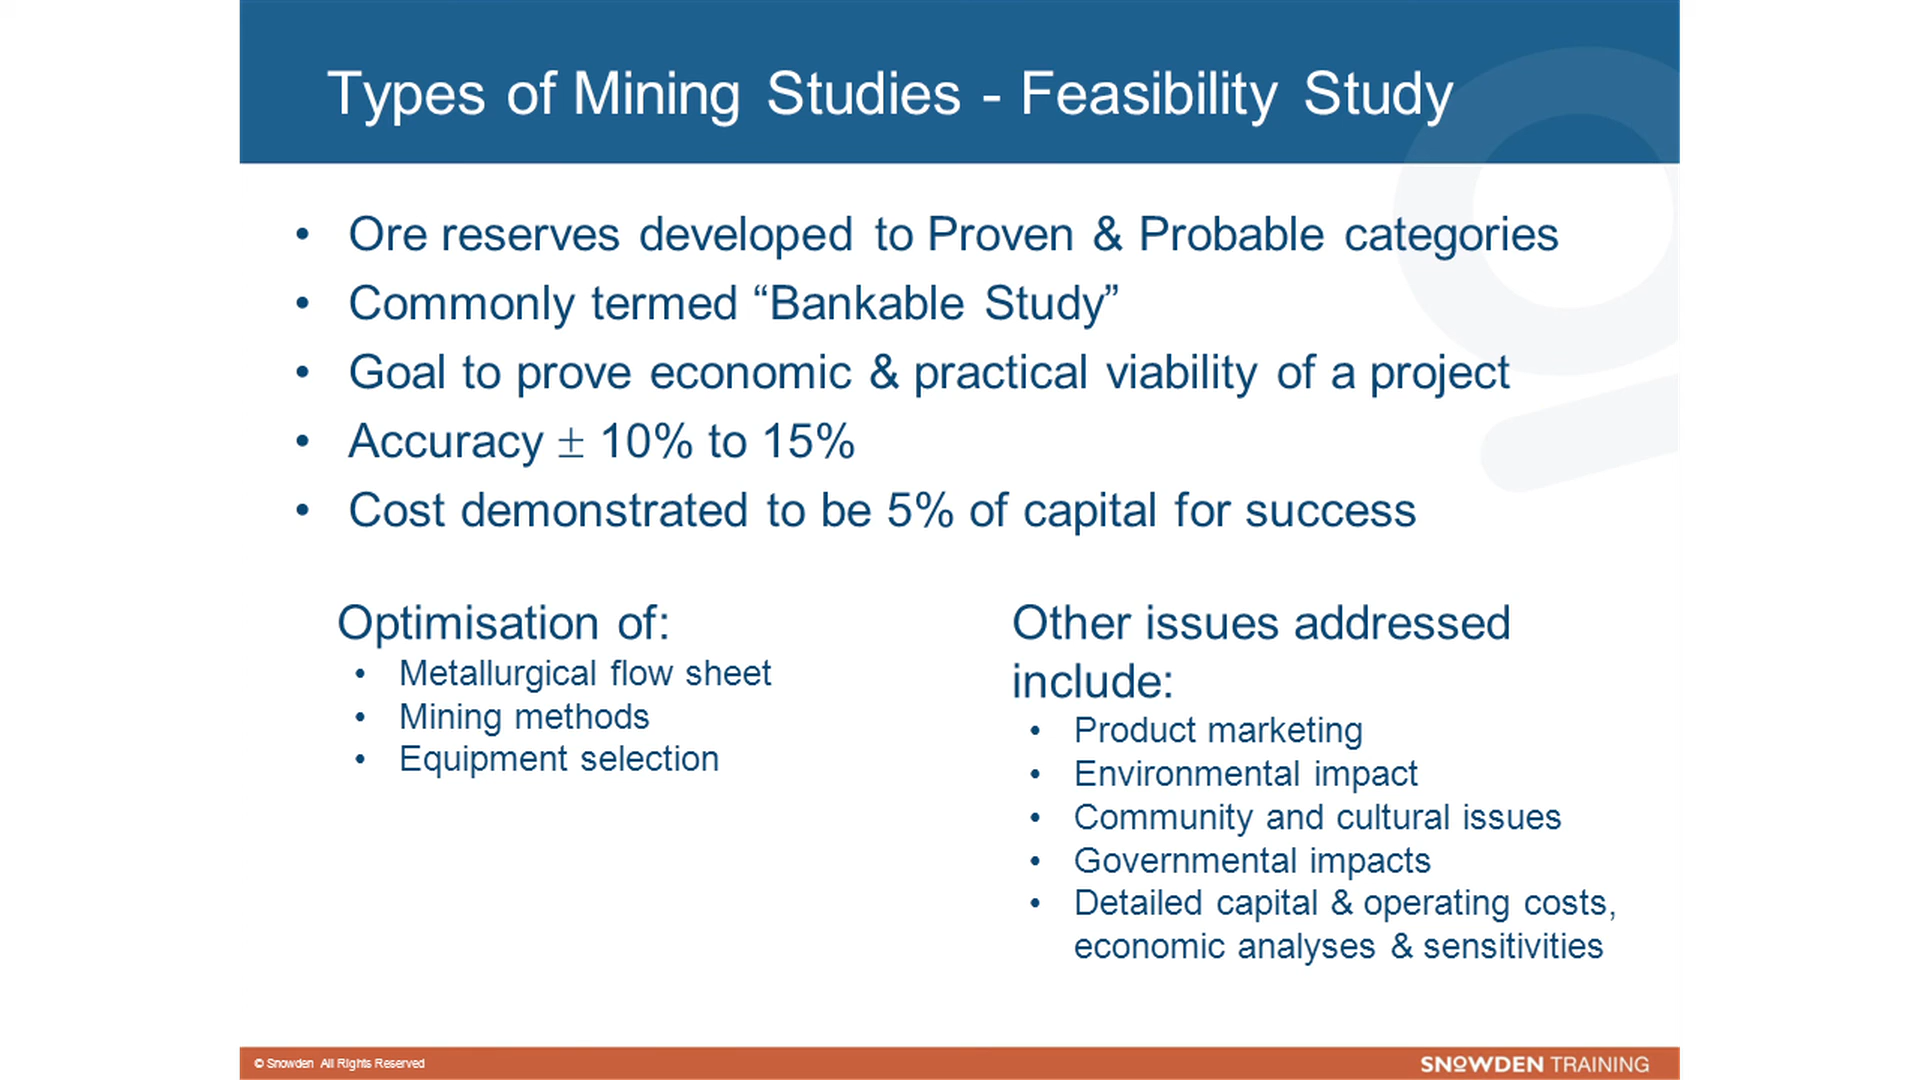 Types of Mining Studies - Feasibility Study
• Ore reserves developed to Proven & Probable categories
• Commonly termed “Bankable Study”
• Goal to prove economic & practical viability of a project
• Accuracy ± 10% to 15%
• Cost demonstrated to be 5% of capital for success
Optimisation of:
• Metallurgical flow sheet
• Mining methods
• Equipment selection
Other issues addressed
include:
• Product marketing
• Environmental impact
• Community and cultural issues
• Governmental impacts
• Detailed capital & operating costs,
economic analyses & sensitivities
© Snowden All Rights Reserved
SNOWDEN TRAINING